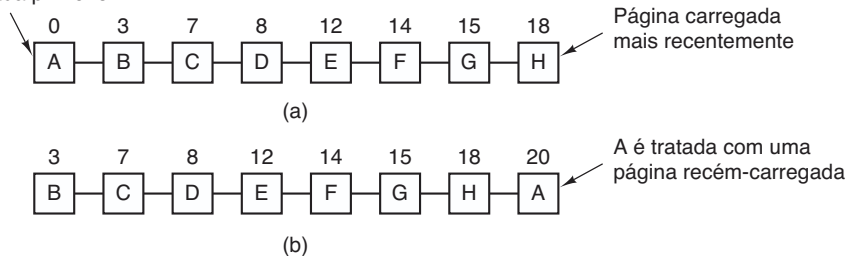 0 3 7 8 12 14 15 18
Página carregada
mais recentemente
A B C D E F G H
(a)
3 7 8 12 14 15 18 20
A é tratada com uma
página recém-carregada
B C D E F G H A
(b)